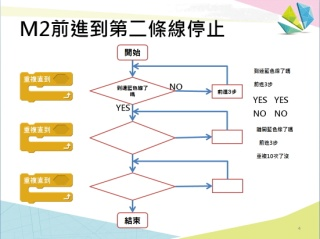 M2前進到第二條線停止
開始
重複直到
到達藍色線了
嗎
NO
前進3步
YES
重複直到
重複直到
結束
到達藍色線了嗎
前進3步
YES YES
NO NO
離開藍色線了嗎
前進3步
重複10次了沒